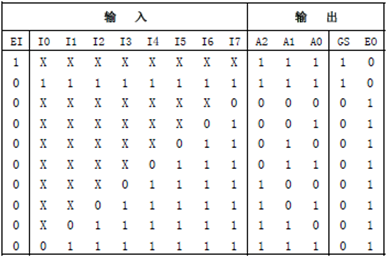 输 入 输 出
EI I0 I1 I2 I3 I4 I5 I6 I7 A2 A1 A0 GS E0
1 X X X X X X X X 1 1 1 1 0
0 1 1 1 1 1 1 1 1 1 1 1 1 0
0 X X X X X X X 0 0 0 0 0 1
0 X X X X X X 0 1 0 0 1 0 1
0 X X X X X 0 1 1 0 1 0 0 1
0 X X X X 0 1 1 1 0 1 1 0 1
0 X X X 0 1 1 1 1 1 0 0 0 1
0 X X 0 1 1 1 1 1 1 0 1 0 1
0 X 0 1 1 1 1 1 1 1 1 0 0 1
0 0 1 1 1 1 1 1 1 1 1 1 0 1